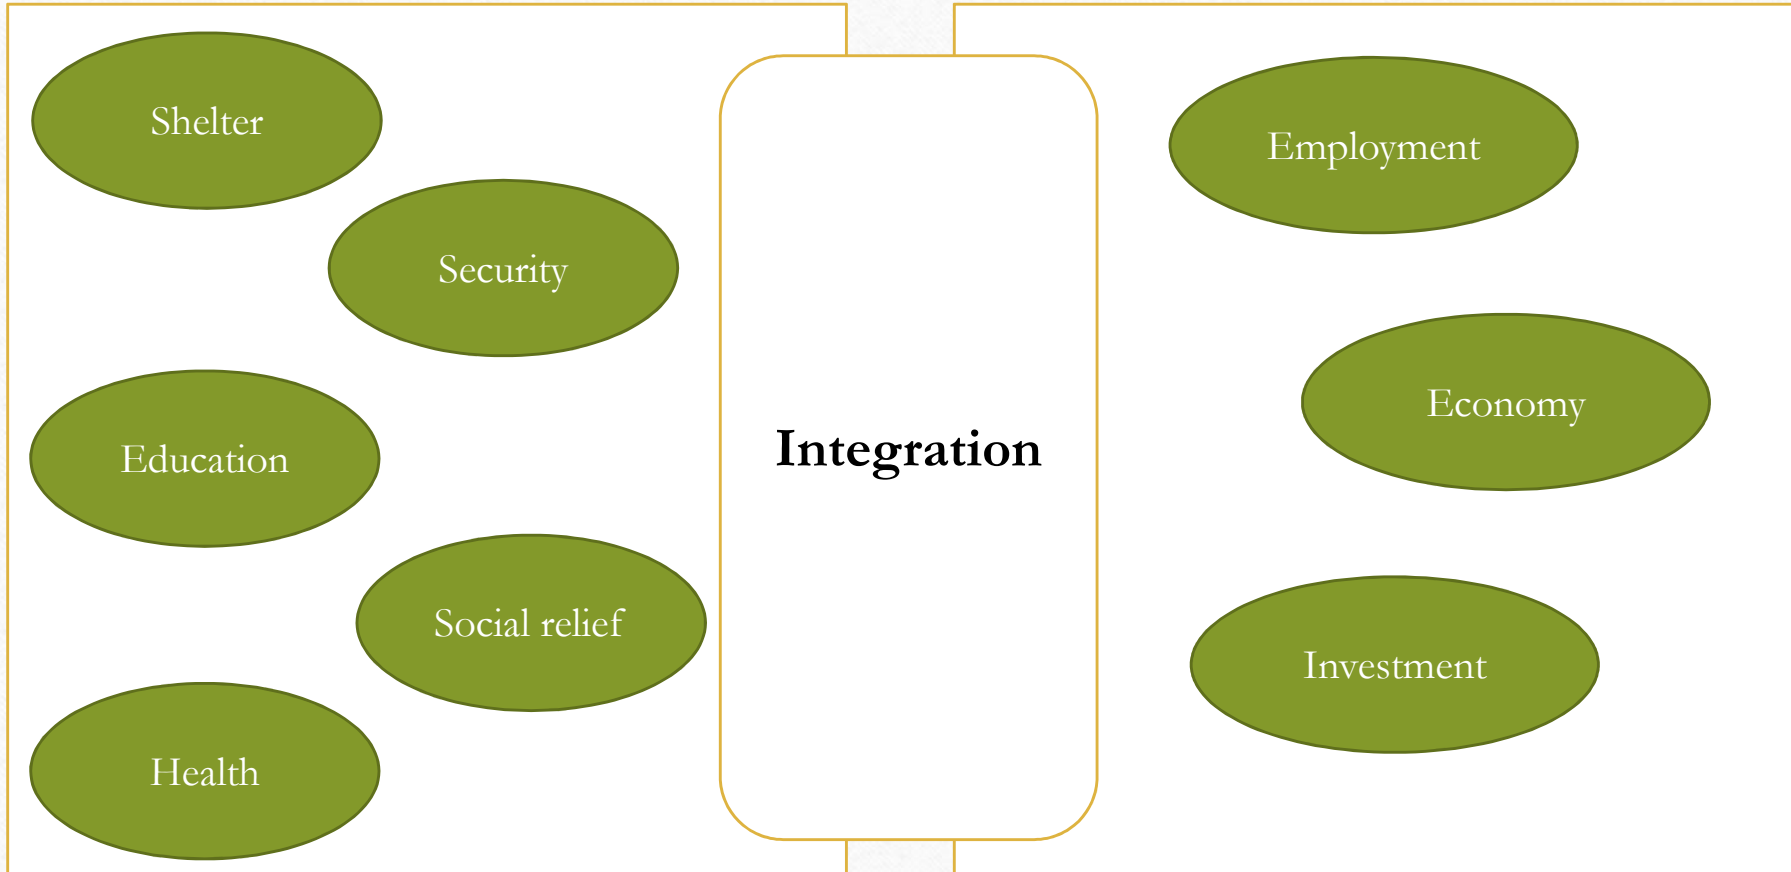 Shelter
Security
Education
Social relief
Health
Integration
Employment
Economy
Investment